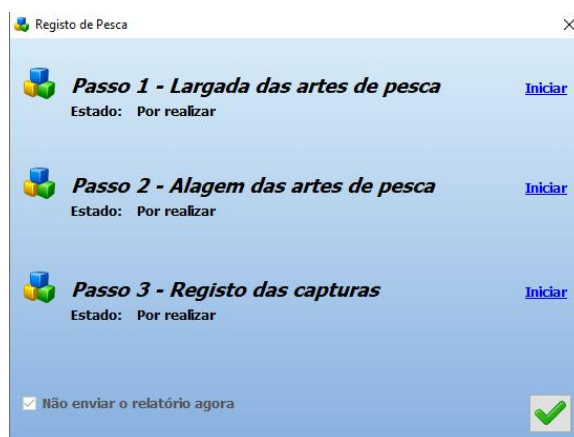 Registo de Pesca
Passo 1 - Largada das artes de pesca
Iniciar
Estado: Por realizar
Passo 2 - Alagem das artes de pesca
Iniciar
Estado: Por realizar
Passo 3 - Registo das capturas
Iniciar
Estado: Por realizar
Não enviar o relatório agora